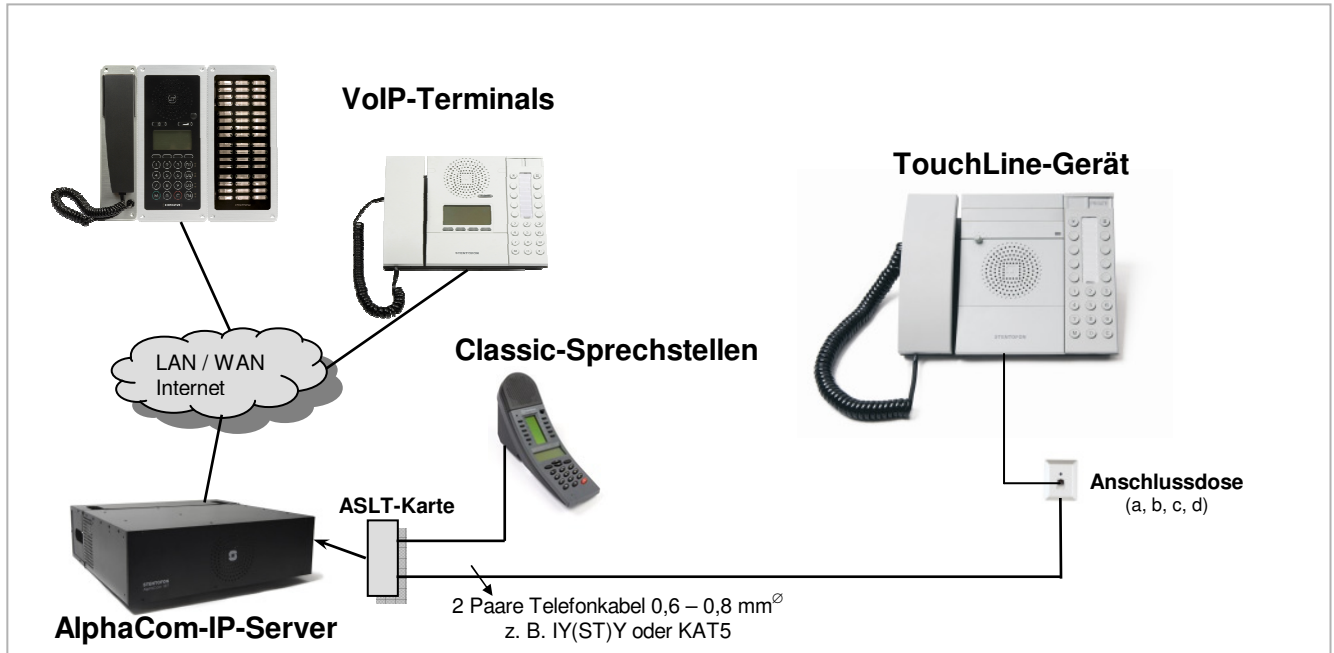 VoIP-Terminals
TouchLine-Gerät
LAN / WAN
Internet
Classic-Sprechstellen
ASLT-Karte
Anschlussdose
(a, b, c, d)
2 Paare Telefonkabel 0,6 – 0,8 mm∅
z. B. IY(ST)Y oder KAT5
AlphaCom-IP-Server